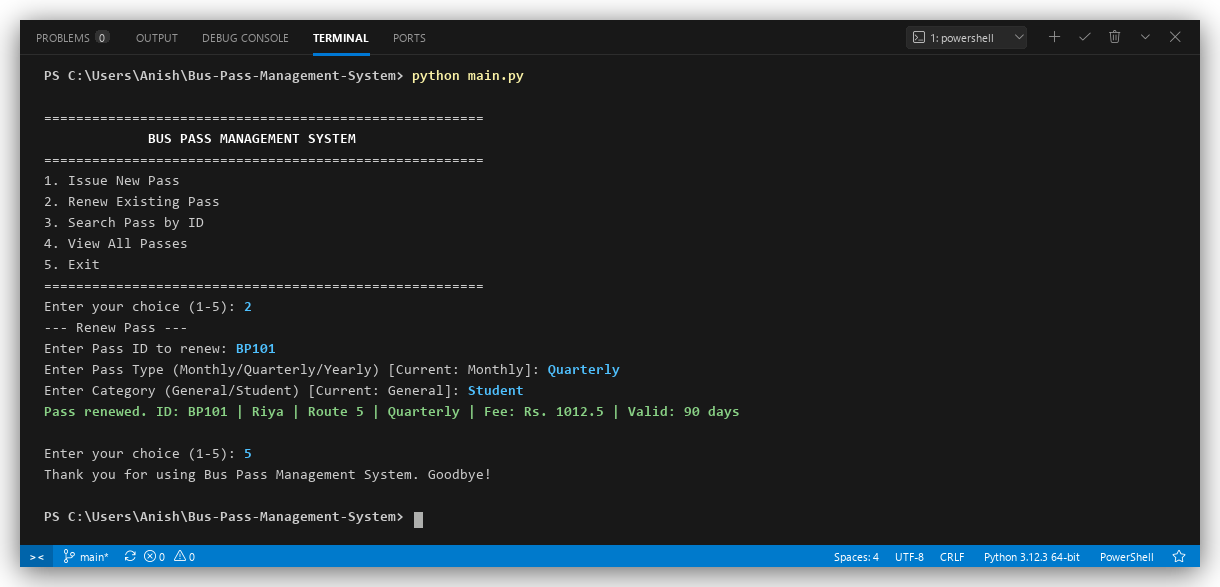 PROBLEMS 0 OUTPUT DEBUG CONSOLE TERMINAL PORTS 1: powershell
PS C:\Users\Anish\Bus-Pass-Management-System> python main.py
=======================================================
BUS PASS MANAGEMENT SYSTEM
=======================================================
1. Issue New Pass
2. Renew Existing Pass
3. Search Pass by ID
4. View All Passes
5. Exit
=======================================================
Enter your choice (1-5): 2
--- Renew Pass ---
Enter Pass ID to renew: BP101
Enter Pass Type (Monthly/Quarterly/Yearly) [Current: Monthly]: Quarterly
Enter Category (General/Student) [Current: General]: Student
Pass renewed. ID: BP101 | Riya | Route 5 | Quarterly | Fee: Rs. 1012.5 | Valid: 90 days
Enter your choice (1-5): 5
Thank you for using Bus Pass Management System. Goodbye!
PS C:\Users\Anish\Bus-Pass-Management-System>
>< main* 0 0 Spaces: 4 UTF-8 CRLF Python 3.12.3 64-bit PowerShell